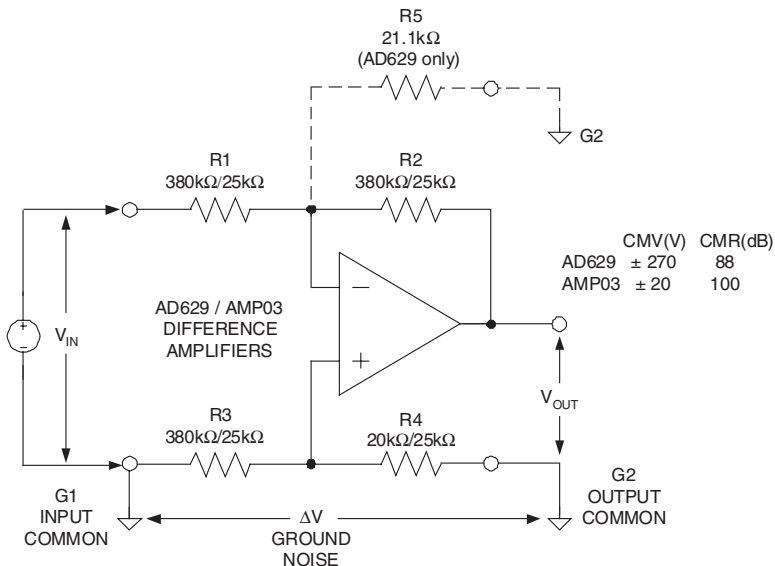 R5
21.1kΩ
(AD629 only)
G2
R1
380kΩ/25kΩ
R2
380kΩ/25kΩ
CMV(V) CMR(dB)
AD629 ± 270 88
AMP03 ± 20 100
+
−
V_IN
AD629 / AMP03
DIFFERENCE
AMPLIFIERS
−
+
V_OUT
R3
380kΩ/25kΩ
R4
20kΩ/25kΩ
G1
INPUT
COMMON
ΔV
GROUND
NOISE
G2
OUTPUT
COMMON